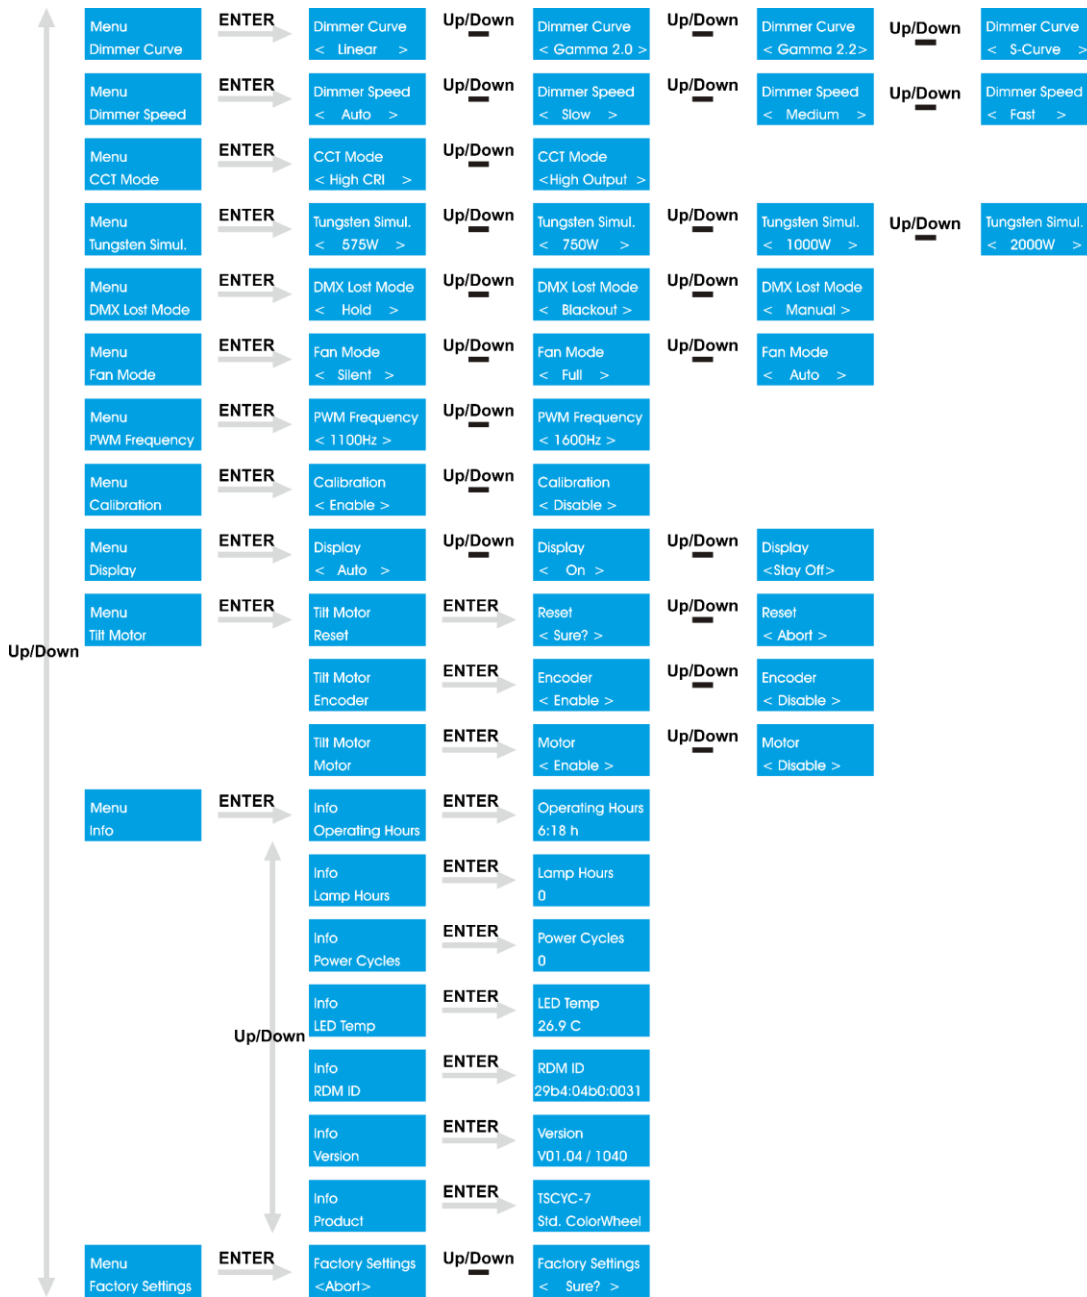 Menu
Dimmer Curve
ENTER
Dimmer Curve
< Linear >
Up/Down
Dimmer Curve
< Gamma 2.0 >
Up/Down
Dimmer Curve
< Gamma 2.2>
Up/Down
Dimmer Curve
< S-Curve >
Menu
Dimmer Speed
ENTER
Dimmer Speed
< Auto >
Up/Down
Dimmer Speed
< Slow >
Up/Down
Dimmer Speed
< Medium >
Up/Down
Dimmer Speed
< Fast >
Menu
CCT Mode
ENTER
CCT Mode
< High CRI >
Up/Down
CCT Mode
<High Output >
Menu
Tungsten Simul.
ENTER
Tungsten Simul.
< 575W >
Up/Down
Tungsten Simul.
< 750W >
Up/Down
Tungsten Simul.
< 1000W >
Up/Down
Tungsten Simul.
< 2000W >
Menu
DMX Lost Mode
ENTER
DMX Lost Mode
< Hold >
Up/Down
DMX Lost Mode
< Blackout >
Up/Down
DMX Lost Mode
< Manual >
Menu
Fan Mode
ENTER
Fan Mode
< Silent >
Up/Down
Fan Mode
< Full >
Up/Down
Fan Mode
< Auto >
Menu
PWM Frequency
ENTER
PWM Frequency
< 1100Hz >
Up/Down
PWM Frequency
< 1600Hz >
Menu
Calibration
ENTER
Calibration
< Enable >
Up/Down
Calibration
< Disable >
Menu
Display
ENTER
Display
< Auto >
Up/Down
Display
< On >
Up/Down
Display
<Stay Off>
Menu
Tilt Motor
ENTER
Tilt Motor
Reset
ENTER
Reset
< Sure? >
Up/Down
Reset
< Abort >
Up/Down
Tilt Motor
Encoder
ENTER
Encoder
< Enable >
Up/Down
Encoder
< Disable >
Tilt Motor
Motor
ENTER
Motor
< Enable >
Up/Down
Motor
< Disable >
Menu
Info
ENTER
Info
Operating Hours
ENTER
Operating Hours
6:18 h
Info
Lamp Hours
ENTER
Lamp Hours
0
Info
Power Cycles
ENTER
Power Cycles
0
Up/Down
Info
LED Temp
ENTER
LED Temp
26.9 C
Info
RDM ID
ENTER
RDM ID
29b4:04b0:0031
Info
Version
ENTER
Version
V01.04 / 1040
Info
Product
ENTER
TSCYC-7
Std. ColorWheel
Menu
Factory Settings
ENTER
Factory Settings
<Abort>
Up/Down
Factory Settings
< Sure? >